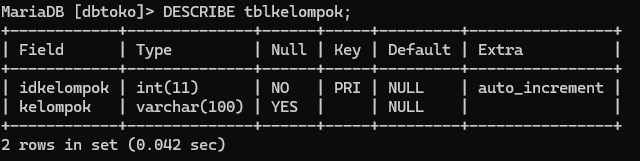 MariaDB [dbtoko]> DESCRIBE tblkelompok;
+------------+--------------+------+-----+---------+----------------+
| Field      | Type         | Null | Key | Default | Extra          |
+------------+--------------+------+-----+---------+----------------+
| idkelompok | int(11)      | NO   | PRI | NULL    | auto_increment |
| kelompok   | varchar(100) | YES  |     | NULL    |                |
+------------+--------------+------+-----+---------+----------------+
2 rows in set (0.042 sec)